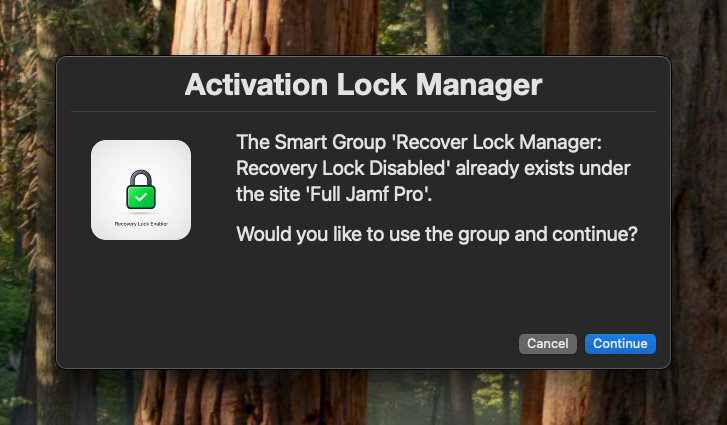 Activation Lock Manager
The Smart Group 'Recover Lock Manager:
Recovery Lock Disabled' already exists under
the site 'Full Jamf Pro'.
Would you like to use the group and continue?
Recovery Lock Enabler
Cancel
Continue